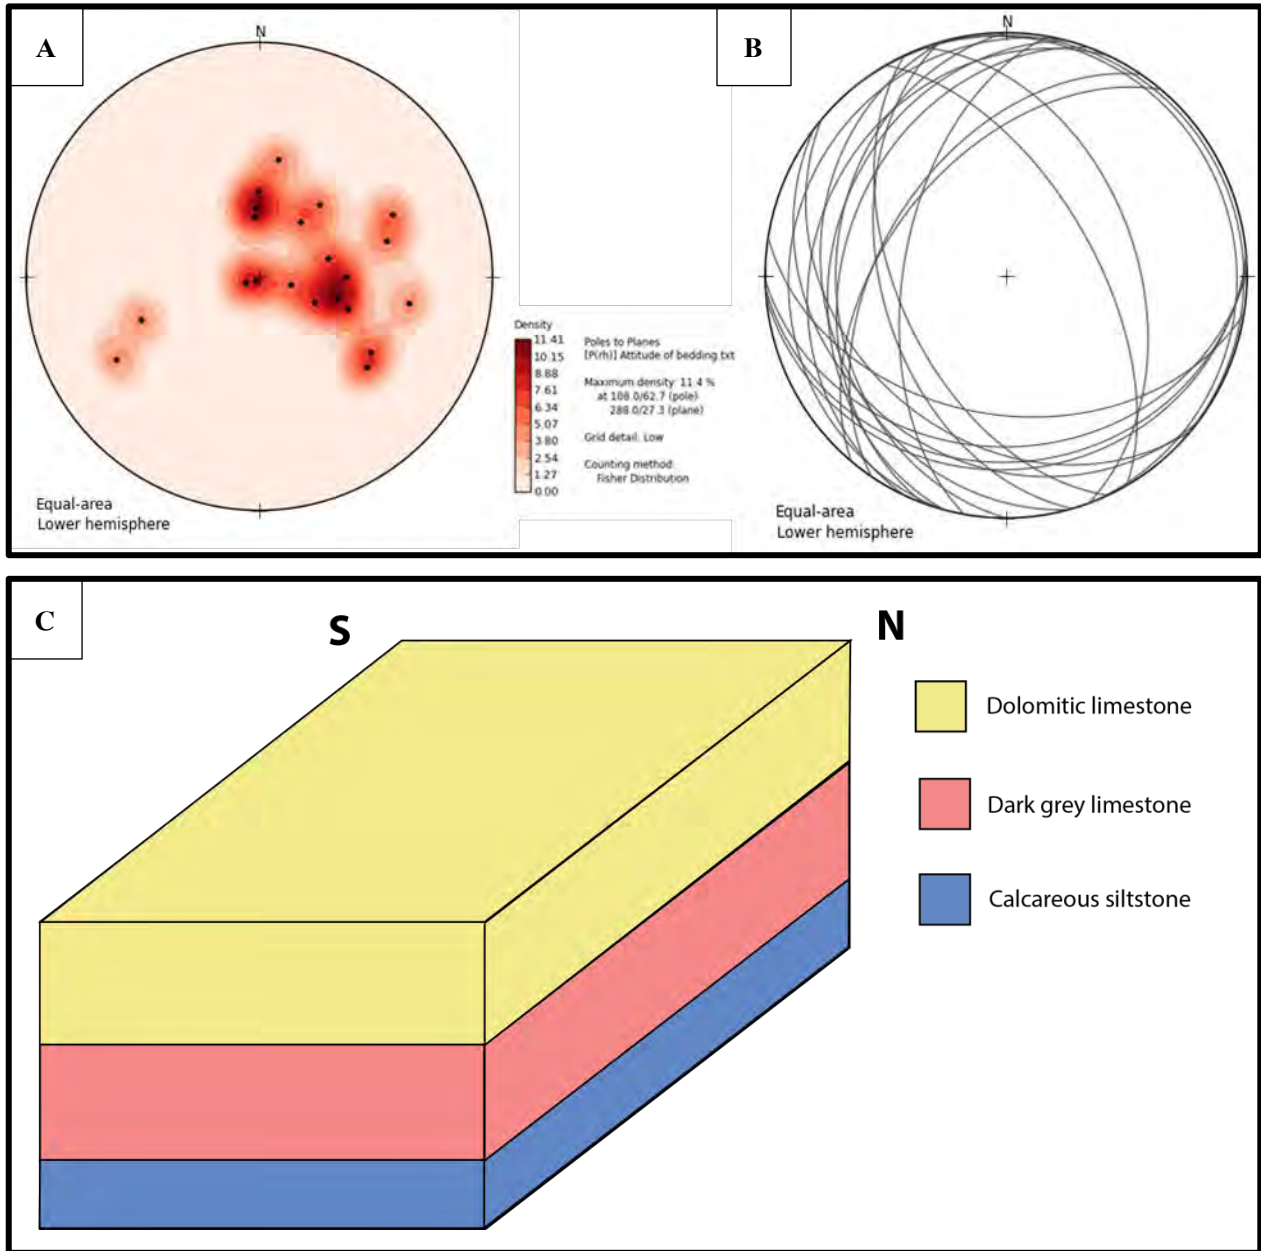 A
N
Density
11.41
10.15
8.88
7.61
6.34
5.07
3.80
2.54
1.27
0.00
Poles to Planes
[P(rh)] Attitude of bedding.txt
Maximum density: 11.4 %
at 108.0/62.7 (pole)
288.0/27.3 (plane)
Grid detail: Low
Counting method:
Fisher Distribution
Equal-area
Lower hemisphere
B
N
Equal-area
Lower hemisphere
C
S
N
Dolomitic limestone
Dark grey limestone
Calcareous siltstone